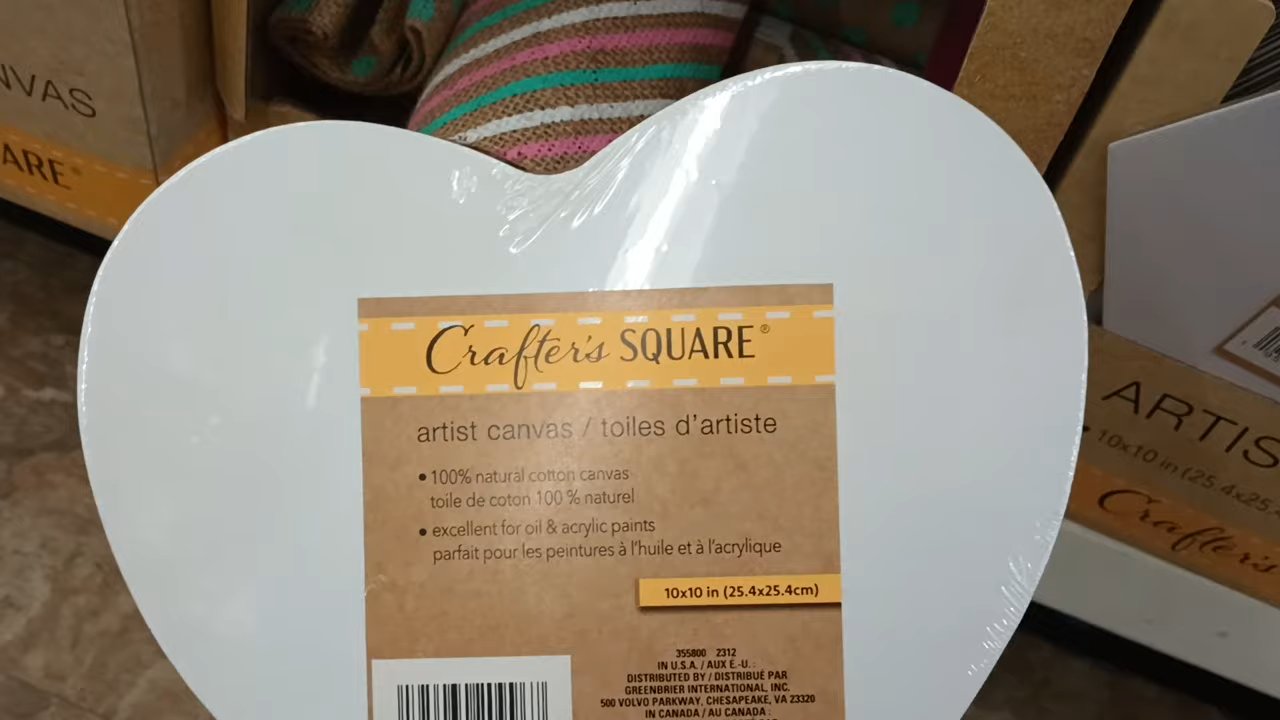 NVAS
ARE
Crafter's SQUARE®
artist canvas / toiles d'artiste
• 100% natural cotton canvas
toile de coton 100 % naturel
• excellent for oil & acrylic paints
parfait pour les peintures à l'huile et à l'acrylique
10x10 in (25.4x25.4cm)
355800 2312
IN U.S.A. / AUX É.-U. :
DISTRIBUTED BY / DISTRIBUÉ PAR
GREENBRIER INTERNATIONAL, INC.
500 VOLVO PARKWAY, CHESAPEAKE, VA 23320
IN CANADA / AU CANADA :
ARTIS
• 10x10 in (25.4x25.
Crafter's